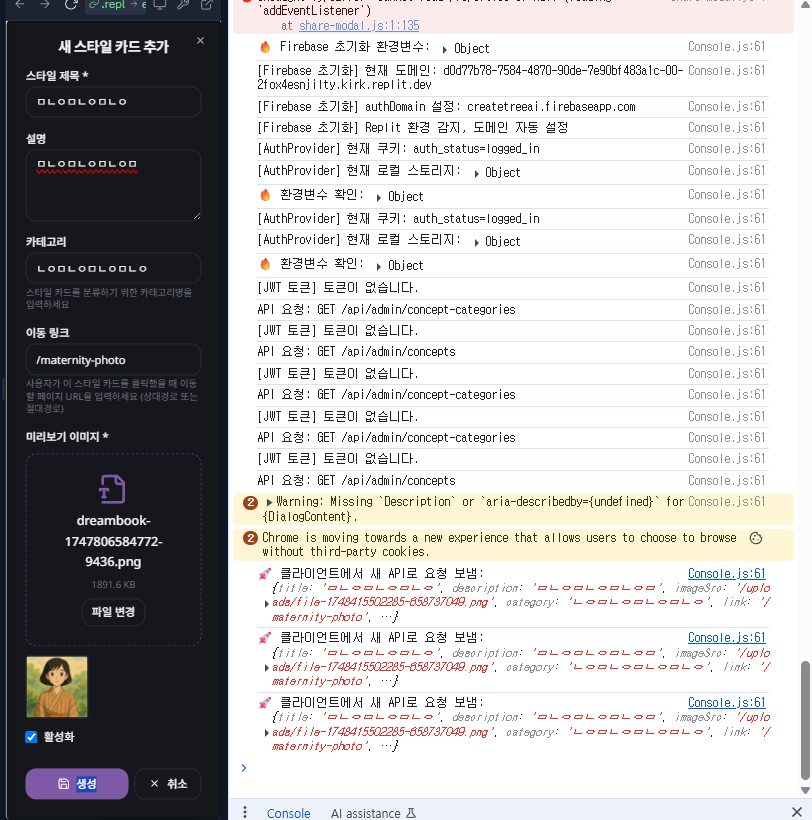 .repl → e
새 스타일 카드 추가
스타일 제목 *
ㅁㄴㅇㅁㄴㅇㅁㄴㅇ
설명
ㅁㄴㅇㅁㄴㅇㅁㄴㅇㅁ
카테고리
ㄴㅇㅁㄴㅇㅁㄴㅇㅁㄴㅇ
스타일 카드를 분류하기 위한 카테고리명을
입력하세요
이동 링크
/maternity-photo
사용자가 이 스타일 카드를 클릭했을 때 이동
할 페이지 URL을 입력하세요 (상대경로 또는
절대경로)
미리보기 이미지 *
dreambook-
1747806584772-
9436.png
1891.6 KB
파일 변경
활성화
생성
취소
'addEventListener')
at share-modal.js:1:135
🔥 Firebase 초기화 환경변수: ▶ Object Console.js:61
[Firebase 초기화] 현재 도메인: d0d77b78-7584-4870-90de-7e90bf483a1c-00- Console.js:61
2fox4esnjilty.kirk.replit.dev
[Firebase 초기화] authDomain 설정: createtreeai.firebaseapp.com Console.js:61
[Firebase 초기화] Replit 환경 감지, 도메인 자동 설정 Console.js:61
[AuthProvider] 현재 쿠키: auth_status=logged_in Console.js:61
[AuthProvider] 현재 로컬 스토리지: ▶ Object Console.js:61
🔥 환경변수 확인: ▶ Object Console.js:61
[AuthProvider] 현재 쿠키: auth_status=logged_in Console.js:61
[AuthProvider] 현재 로컬 스토리지: ▶ Object Console.js:61
🔥 환경변수 확인: ▶ Object Console.js:61
[JWT 토큰] 토큰이 없습니다. Console.js:61
API 요청: GET /api/admin/concept-categories Console.js:61
[JWT 토큰] 토큰이 없습니다. Console.js:61
API 요청: GET /api/admin/concepts Console.js:61
[JWT 토큰] 토큰이 없습니다. Console.js:61
API 요청: GET /api/admin/concept-categories Console.js:61
[JWT 토큰] 토큰이 없습니다. Console.js:61
API 요청: GET /api/admin/concept-categories Console.js:61
[JWT 토큰] 토큰이 없습니다. Console.js:61
API 요청: GET /api/admin/concepts Console.js:61
2 ▶ Warning: Missing `Description` or `aria-describedby={undefined}` for Console.js:61
{DialogContent}.
2 Chrome is moving towards a new experience that allows users to choose to browse
without third-party cookies.
🚀 클라이언트에서 새 API로 요청 보냄: Console.js:61
{title: 'ㅁㄴㅇㅁㄴㅇㅁㄴㅇ', description: 'ㅁㄴㅇㅁㄴㅇㅁㄴㅇㅁ', imageSrc: '/uplo
▶ ads/file-1748415502285-658737049.png', category: 'ㄴㅇㅁㄴㅇㅁㄴㅇㅁㄴㅇ', link: '/
maternity-photo', …}
🚀 클라이언트에서 새 API로 요청 보냄: Console.js:61
{title: 'ㅁㄴㅇㅁㄴㅇㅁㄴㅇ', description: 'ㅁㄴㅇㅁㄴㅇㅁㄴㅇㅁ', imageSrc: '/uplo
▶ ads/file-1748415502285-658737049.png', category: 'ㄴㅇㅁㄴㅇㅁㄴㅇㅁㄴㅇ', link: '/
maternity-photo', …}
🚀 클라이언트에서 새 API로 요청 보냄: Console.js:61
{title: 'ㅁㄴㅇㅁㄴㅇㅁㄴㅇ', description: 'ㅁㄴㅇㅁㄴㅇㅁㄴㅇㅁ', imageSrc: '/uplo
▶ ads/file-1748415502285-658737049.png', category: 'ㄴㅇㅁㄴㅇㅁㄴㅇㅁㄴㅇ', link: '/
maternity-photo', …}
Console AI assistance